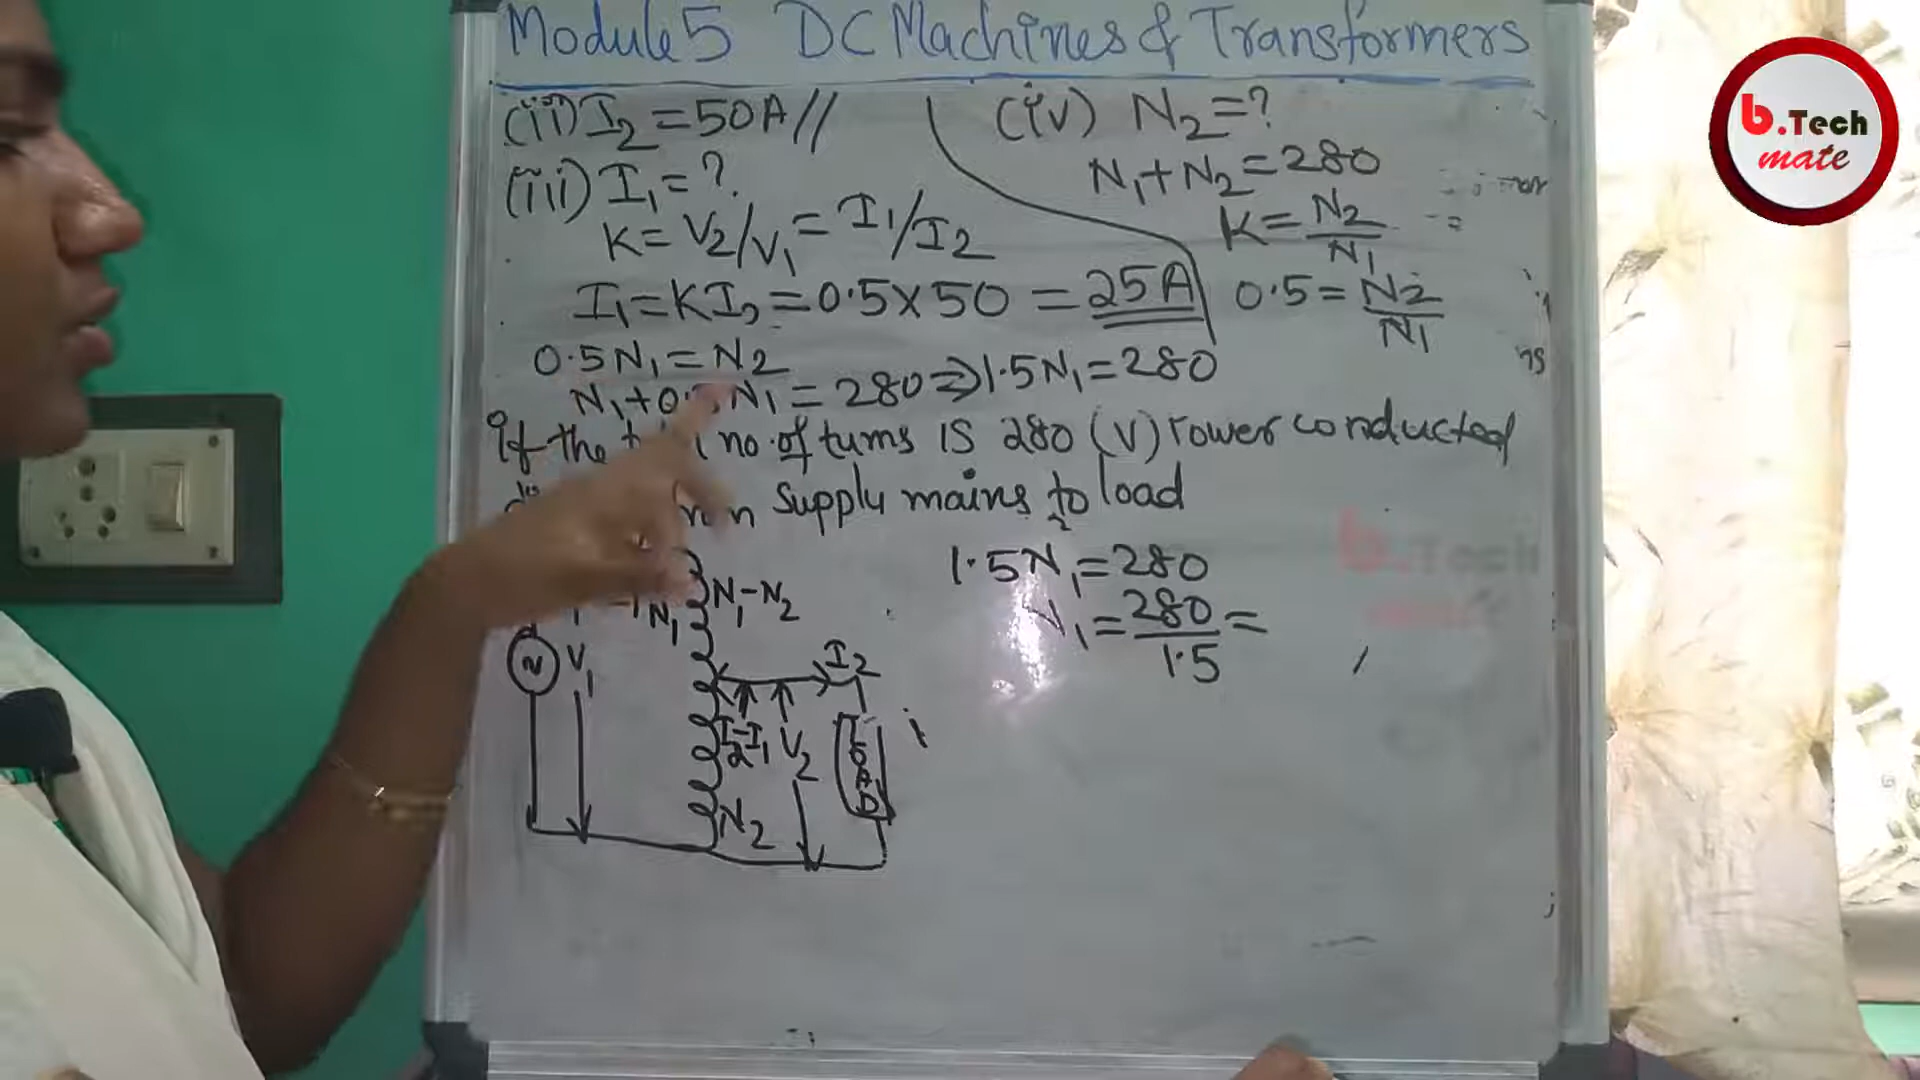 Module 5 DC Machines & Transformers
(ii) I2 = 50A//
(iii) I1 = ?
K = V2/V1 = I1/I2
I1 = KI2 = 0.5 x 50 = 25A
(iv) N2 = ?
N1 + N2 = 280
K = N2/N1
0.5 = N2/N1
0.5 N1 = N2
N1 + 0. N1 = 280 => 1.5 N1 = 280
if the no. of turns is 280 (V) Power conducted
supply mains to load
1.5 N1 = 280
N1 = 280/1.5 =
N1
N1-N2
V1
I2
I2-I1
V2
LOAD
N2
b.Tech
mate
b.Tech